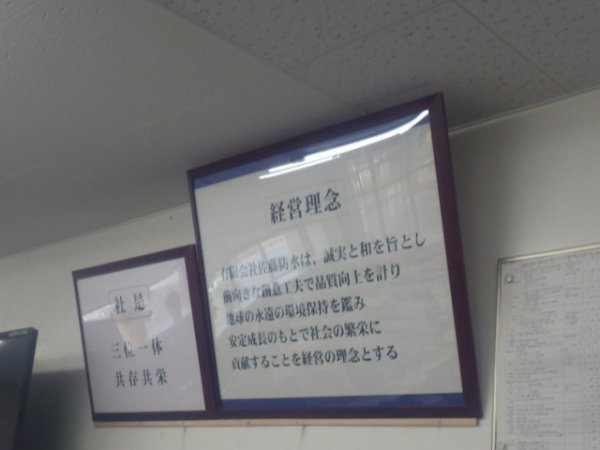 経営理念
有限会社佐藤防水は、誠実と和を旨とし
前向きな創意工夫で品質向上を計り
地球の永遠の環境保持を鑑み
安定成長のもとで社会の繁栄に
貢献することを経営の理念とする
社是
三位一体
共存共栄